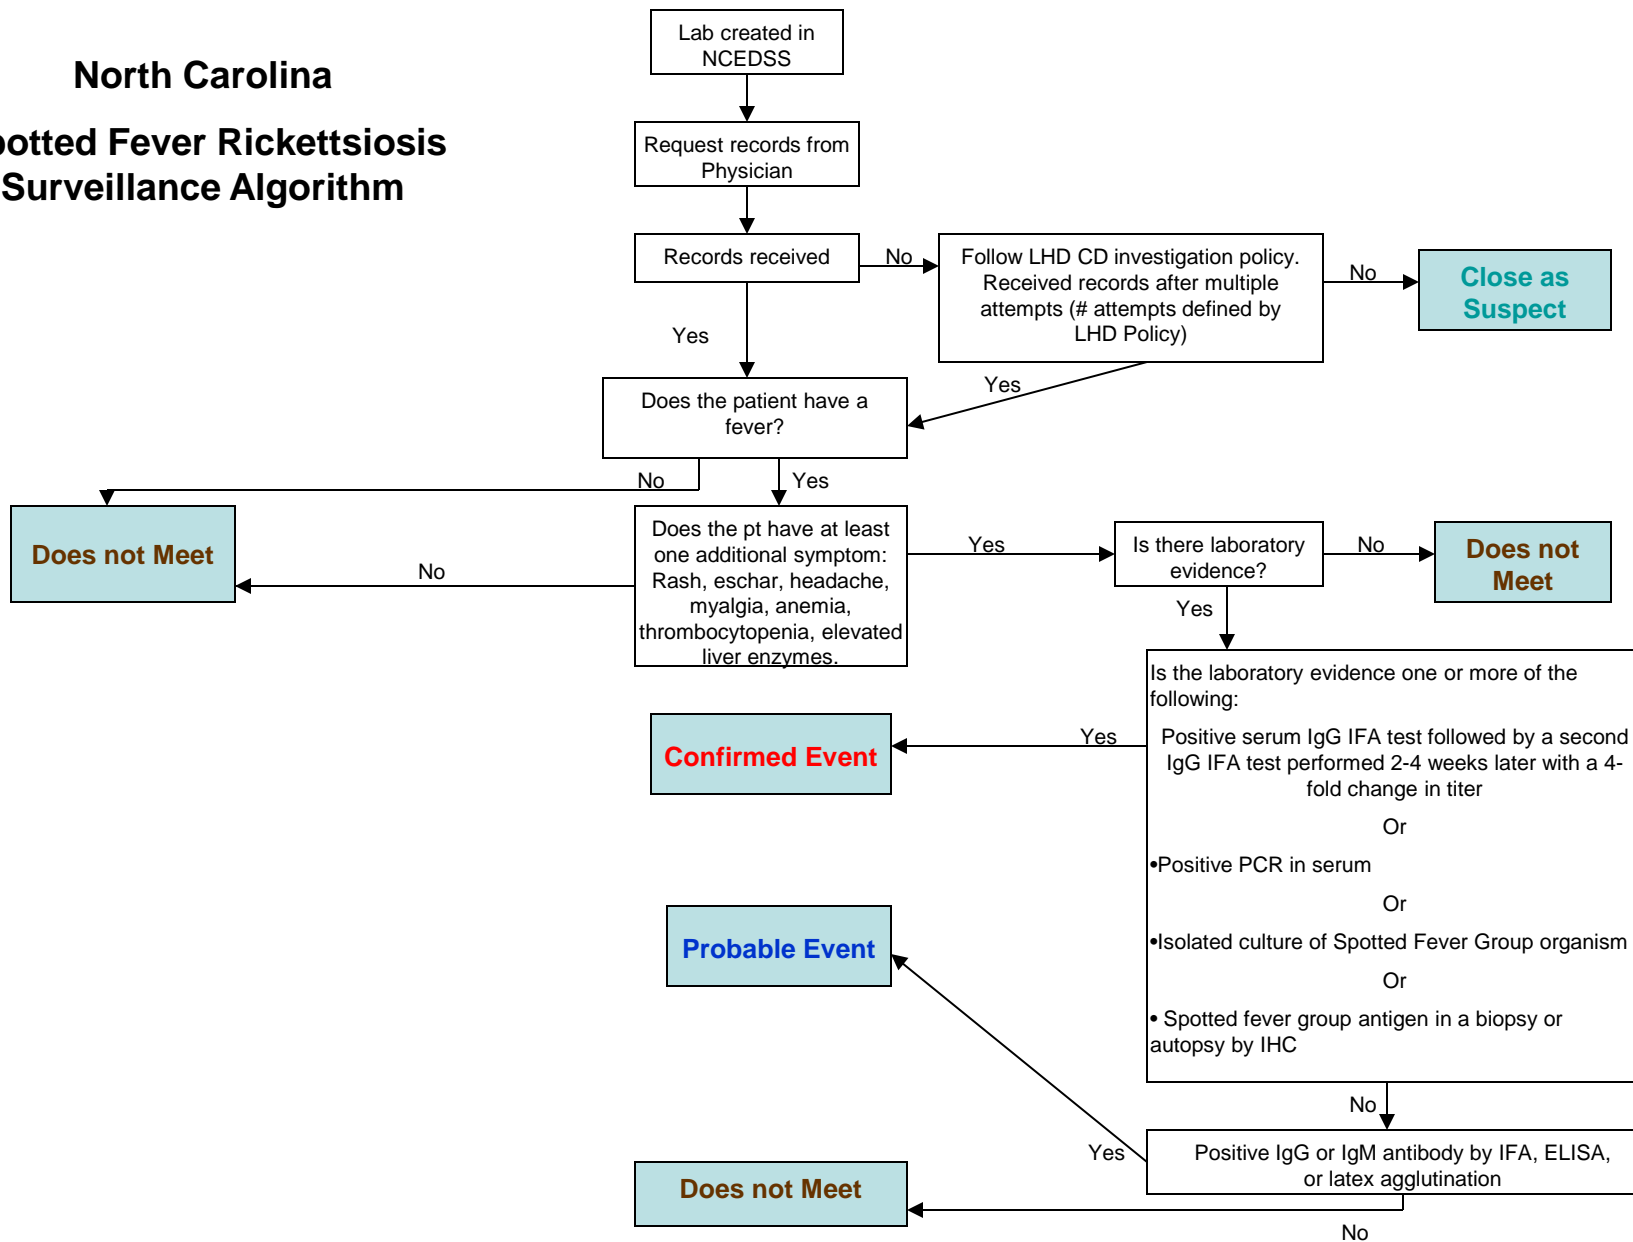 North Carolina
potted Fever Rickettsiosis
Surveillance Algorithm
Lab created in
NCEDSS
Request records from
Physician
Records received
No
Follow LHD CD investigation policy.
Received records after multiple
attempts (# attempts defined by
LHD Policy)
No
Close as
Suspect
Yes
Yes
Does the patient have a
fever?
No
Yes
Does not Meet
No
Does the pt have at least
one additional symptom:
Rash, eschar, headache,
myalgia, anemia,
thrombocytopenia, elevated
liver enzymes.
Yes
Is there laboratory
evidence?
No
Does not
Meet
Yes
Is the laboratory evidence one or more of the
following:
Positive serum IgG IFA test followed by a second
IgG IFA test performed 2-4 weeks later with a 4-
fold change in titer
Or
•Positive PCR in serum
Or
•Isolated culture of Spotted Fever Group organism
Or
• Spotted fever group antigen in a biopsy or
autopsy by IHC
Yes
Confirmed Event
Probable Event
No
Yes
Positive IgG or IgM antibody by IFA, ELISA,
or latex agglutination
Does not Meet
No